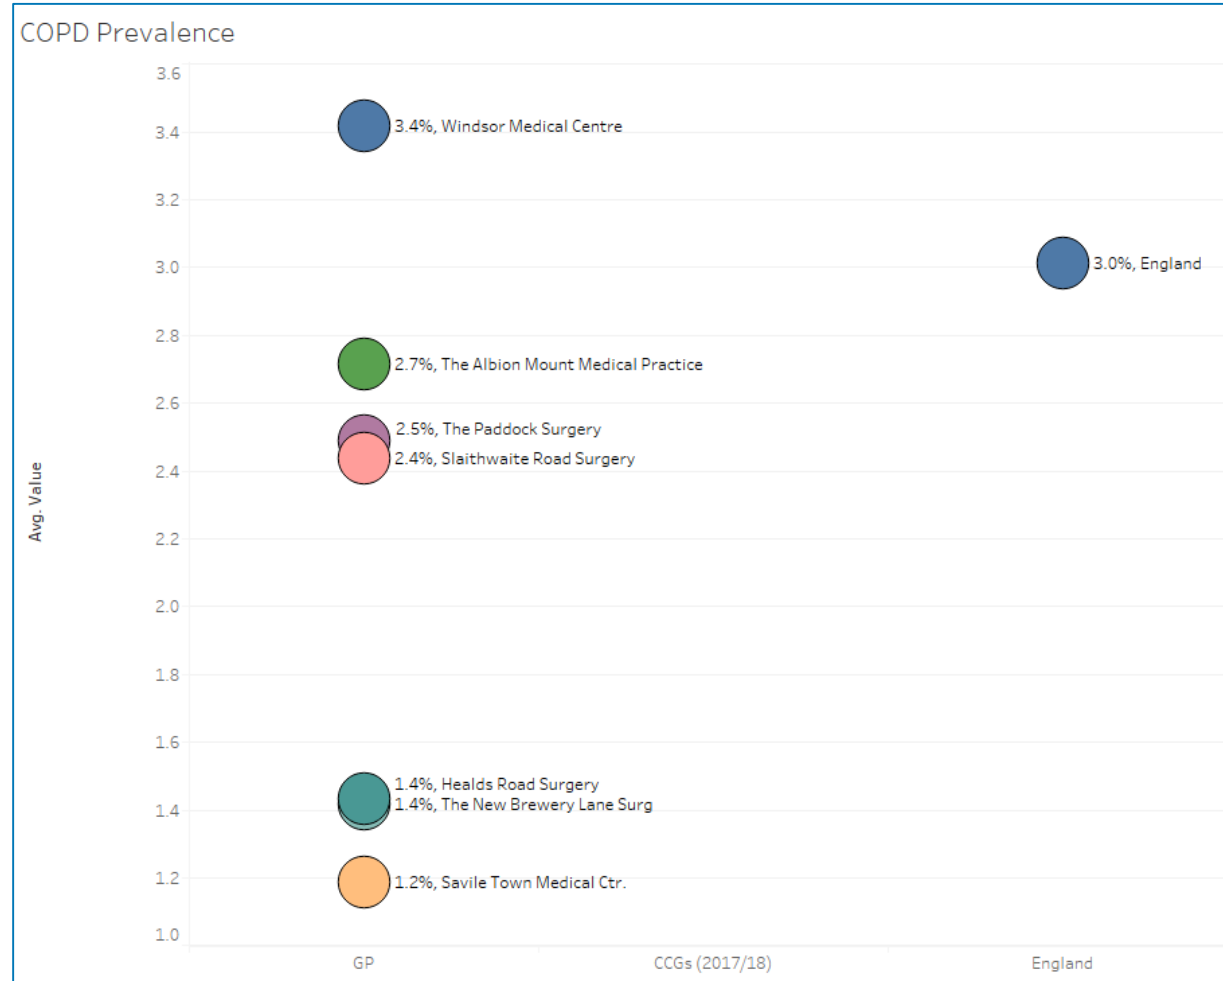 COPD Prevalence
3.6
3.4
3.2
3.0
2.8
2.6
2.4
2.2
2.0
1.8
1.6
1.4
1.2
1.0
Avg. Value
3.4%, Windsor Medical Centre
3.0%, England
2.7%, The Albion Mount Medical Practice
2.5%, The Paddock Surgery
2.4%, Slaithwaite Road Surgery
1.4%, Healds Road Surgery
1.4%, The New Brewery Lane Surg
1.2%, Savile Town Medical Ctr.
GP
CCGs (2017/18)
England